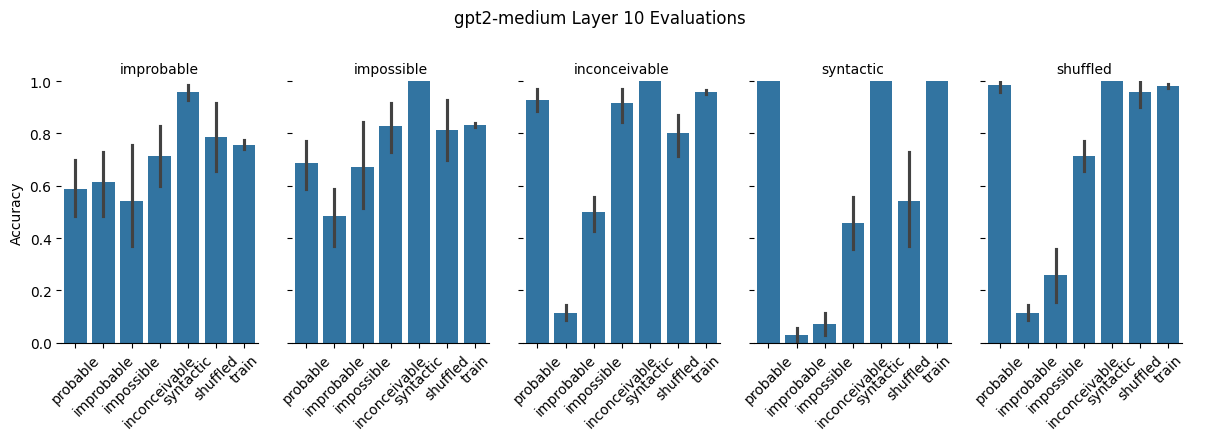 gpt2-medium Layer 10 Evaluations
improbable
impossible
inconceivable
syntactic
shuffled
Accuracy
1.0
0.8
0.6
0.4
0.2
0.0
probable
improbable
impossible
inconceivable
syntactic
shuffled
train
probable
improbable
impossible
inconceivable
syntactic
shuffled
train
probable
improbable
impossible
inconceivable
syntactic
shuffled
train
probable
improbable
impossible
inconceivable
syntactic
shuffled
train
probable
improbable
impossible
inconceivable
syntactic
shuffled
train